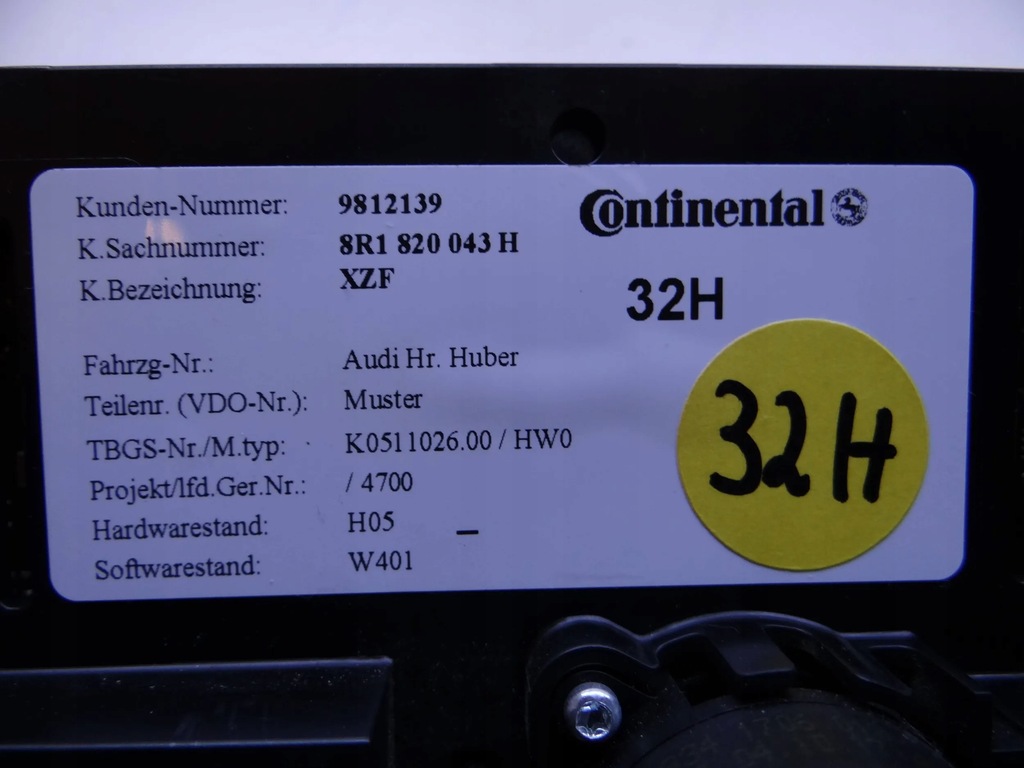 Kunden-Nummer: 9812139
K.Sachnummer: 8R1 820 043 H
K.Bezeichnung: XZF
Continental
32H
Fahrzg-Nr.: Audi Hr. Huber
Teilenr. (VDO-Nr.): Muster
TBGS-Nr./M.typ: K0511026.00 / HW0
Projekt/lfd.Ger.Nr.: / 4700
Hardwarestand: H05 _
Softwarestand: W401
32H